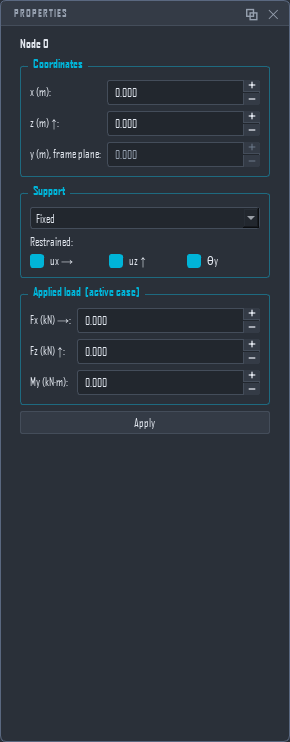 PROPERTIES
Node 0
Coordinates
x (m): 0.000 + −
z (m) ↑: 0.000 + −
y (m), frame plane: 0.000 + −
Support
Fixed
Restrained:
ux → uz ↑ θy
Applied load (active case)
Fx (kN) →: 0.000 + −
Fz (kN) ↑: 0.000 + −
My (kN·m): 0.000 + −
Apply